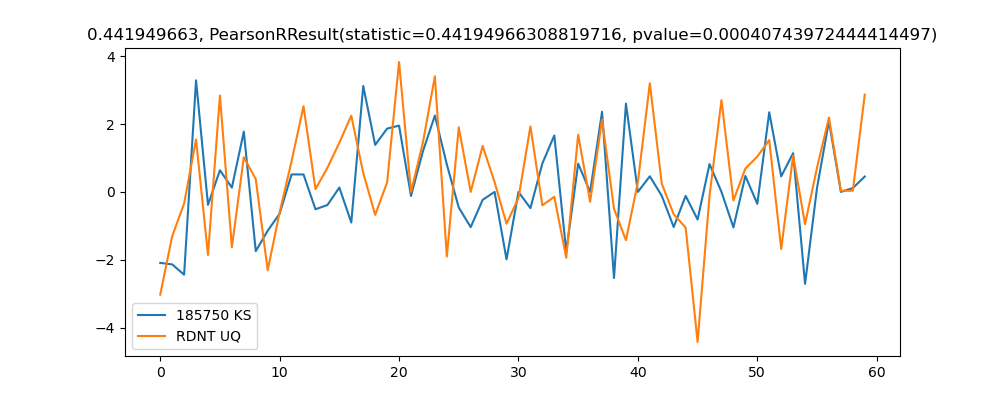 0.441949663, PearsonRResult(statistic=0.44194966308819716, pvalue=0.00040743972444414497)
4
2
0
−2
−4
185750 KS
RDNT UQ
0 10 20 30 40 50 60